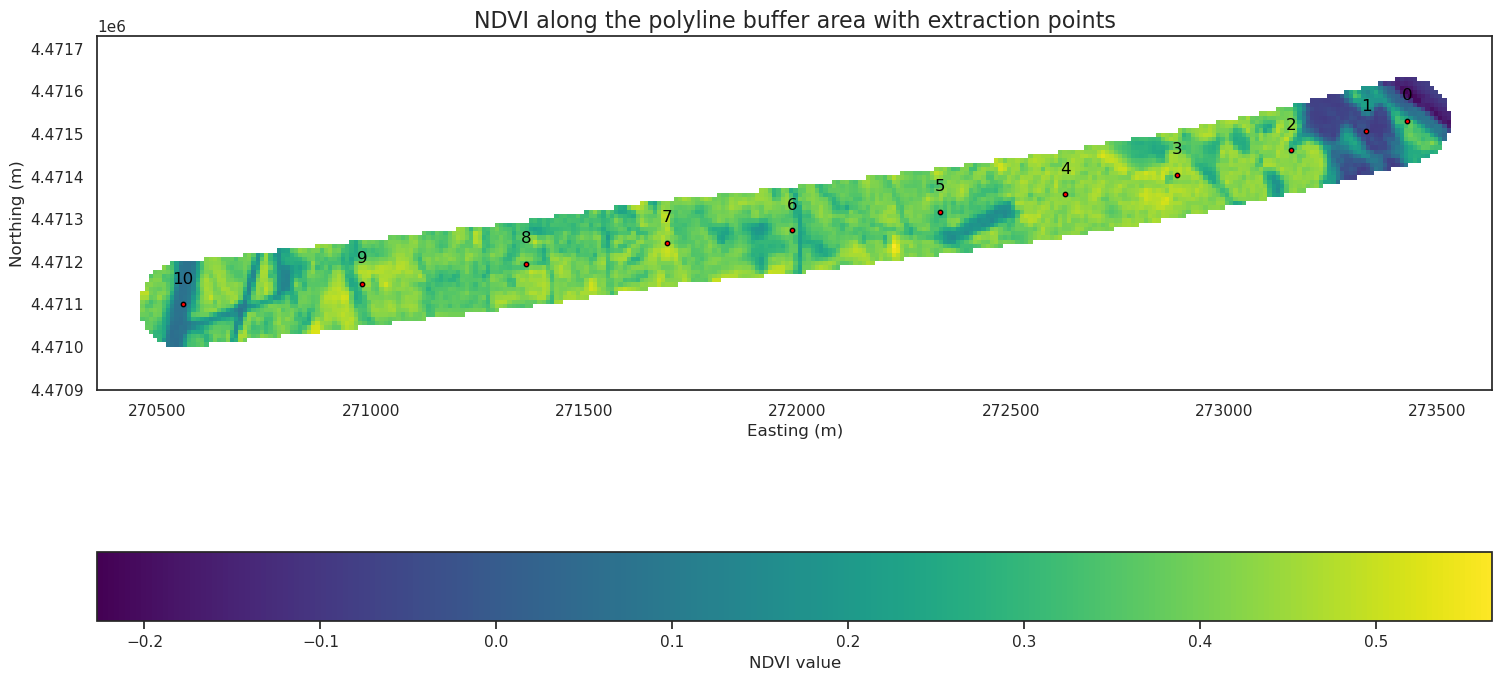 NDVI along the polyline buffer area with extraction points
1e6
4.4717
4.4716
4.4715
4.4714
4.4713
4.4712
4.4711
4.4710
4.4709
Northing (m)
0
1
2
3
4
5
6
7
8
9
10
270500 271000 271500 272000 272500 273000 273500
Easting (m)
−0.2 −0.1 0.0 0.1 0.2 0.3 0.4 0.5
NDVI value